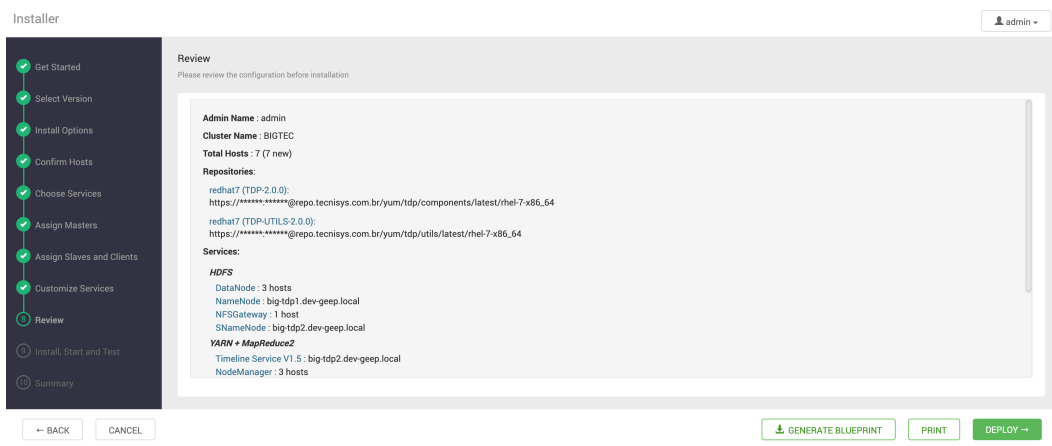 Installer
admin
Get Started
Select Version
Install Options
Confirm Hosts
Choose Services
Assign Masters
Assign Slaves and Clients
Customize Services
8 Review
9 Install, Start and Test
10 Summary
Review
Please review the configuration before installation
Admin Name : admin
Cluster Name : BIGTEC
Total Hosts : 7 (7 new)
Repositories:
redhat7 (TDP-2.0.0):
https://******:******@repo.tecnisys.com.br/yum/tdp/components/latest/rhel-7-x86_64
redhat7 (TDP-UTILS-2.0.0):
https://******:******@repo.tecnisys.com.br/yum/tdp/utils/latest/rhel-7-x86_64
Services:
HDFS
DataNode : 3 hosts
NameNode : big-tdp1.dev-geep.local
NFSGateway : 1 host
SNameNode : big-tdp2.dev-geep.local
YARN + MapReduce2
Timeline Service V1.5 : big-tdp2.dev-geep.local
NodeManager : 3 hosts
← BACK
CANCEL
GENERATE BLUEPRINT
PRINT
DEPLOY →